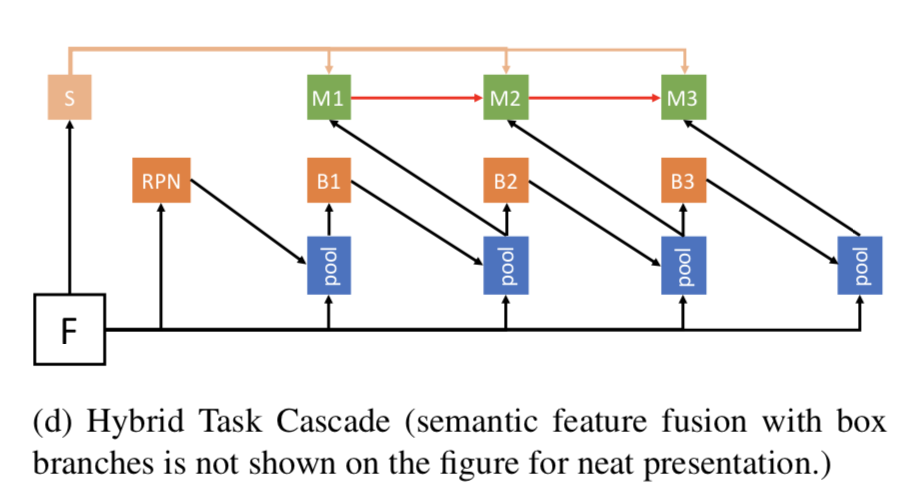 S
M1
M2
M3
RPN
B1
B2
B3
pool
pool
pool
pool
F
(d) Hybrid Task Cascade (semantic feature fusion with box
branches is not shown on the figure for neat presentation.)